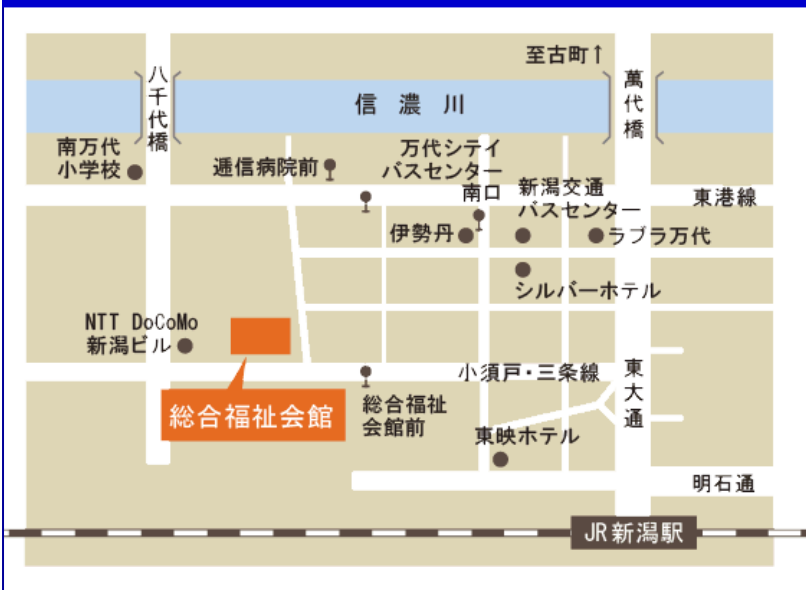 至古町↑
八千代橋
信濃川
萬代橋
南万代
小学校
逓信病院前
万代シテイ
バスセンター
南口
新潟交通
バスセンター
東港線
伊勢丹
ラブラ万代
シルバーホテル
NTT DoCoMo
新潟ビル
小須戸・三条線
東大通
総合福祉会館
総合福祉
会館前
東映ホテル
明石通
JR新潟駅